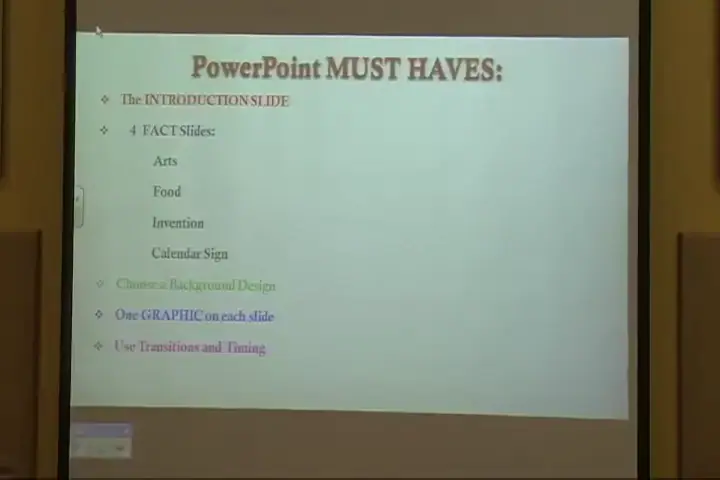 PowerPoint MUST HAVES:
The INTRODUCTION SLIDE
4 FACT Slides:
Arts
Food
Invention
Calendar Sign
Choose a Background Design
One GRAPHIC on each slide
Use Transitions and Timing